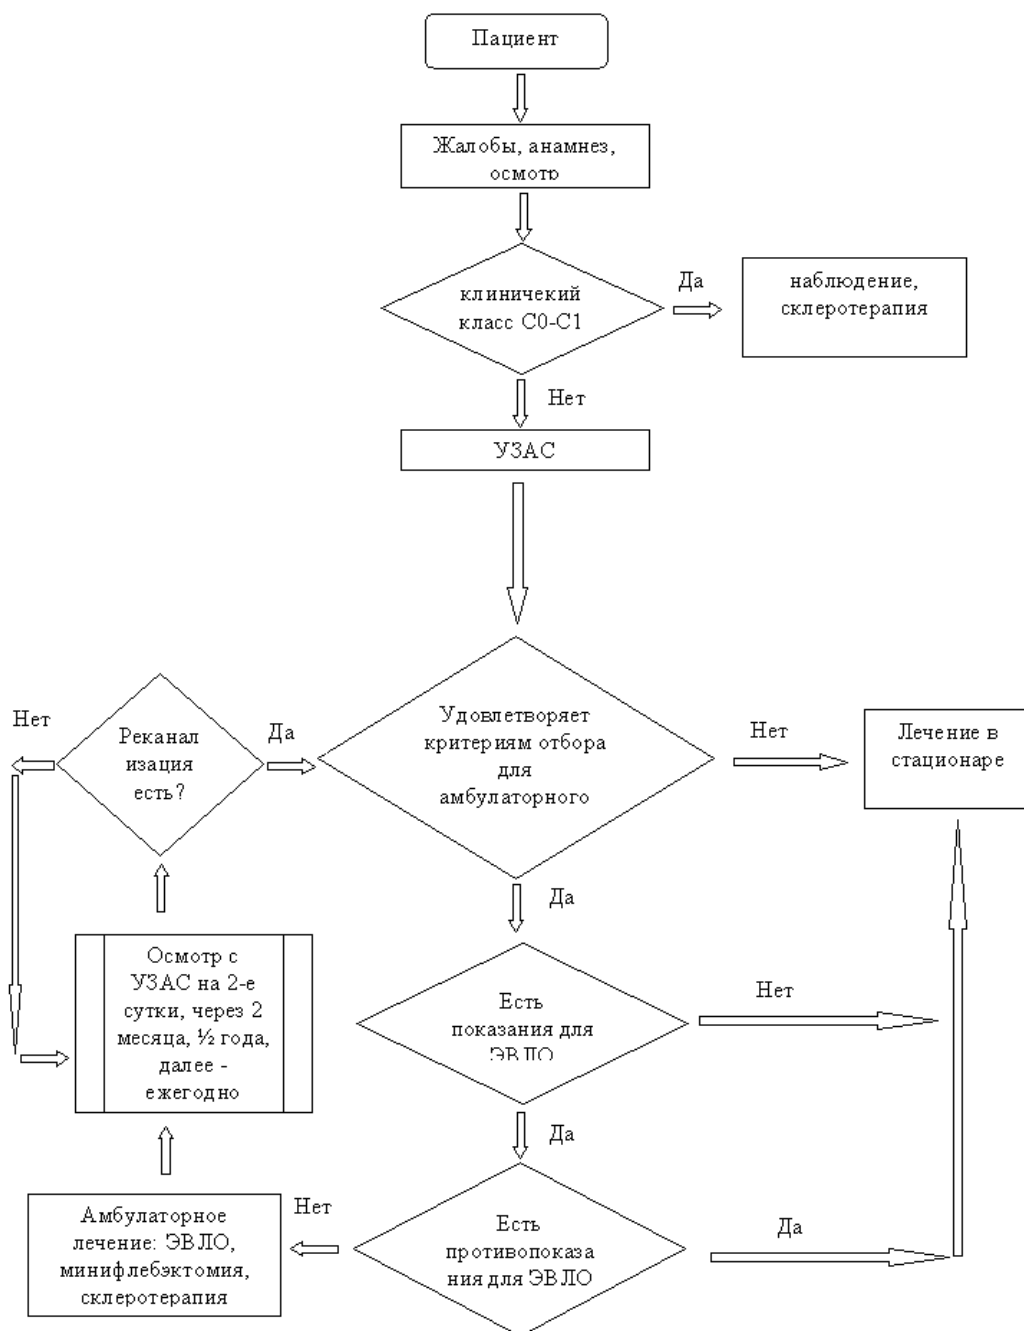 Пациент
Жалобы, анамнез,
осмотр
клиничекий
класс С0-С1
Да
наблюдение,
склеротерапия
Нет
УЗАС
Нет
Реканал
изация
есть?
Да
Удовлетворяет
критериям отбора
для
амбулаторного
Нет
Лечение в
стационаре
Да
Осмотр с
УЗАС на 2-е
сутки, через 2
месяца, ½ года,
далее -
ежегодно
Есть
показания для
ЭВЛО
Нет
Да
Амбулаторное
лечение: ЭВЛО,
минифлебэктомия,
склеротерапия
Нет
Есть
противопоказа
ния для ЭВЛО
Да